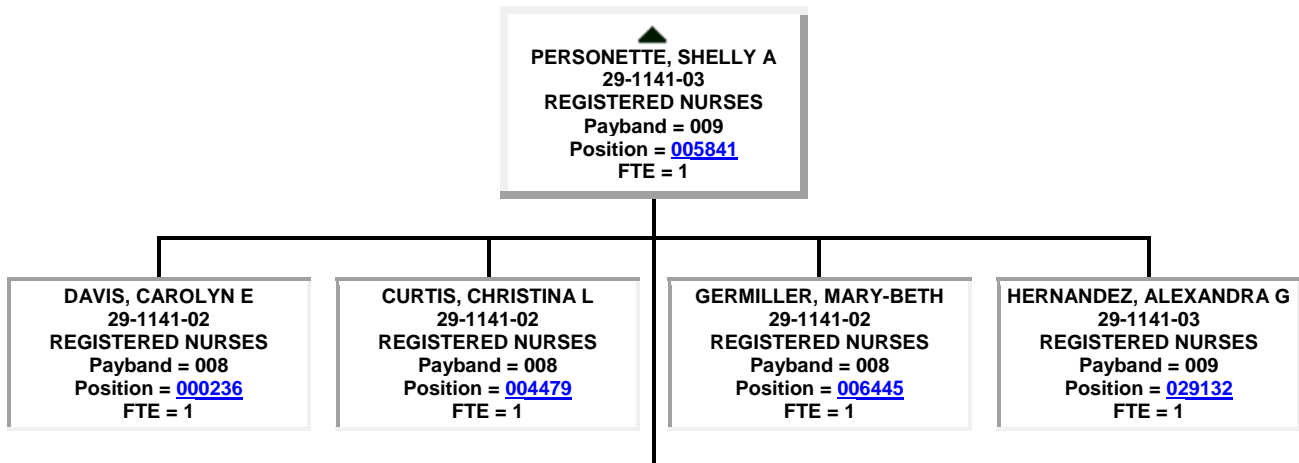 PERSONETTE, SHELLY A
29-1141-03
REGISTERED NURSES
Payband = 009
Position = 005841
FTE = 1
DAVIS, CAROLYN E
29-1141-02
REGISTERED NURSES
Payband = 008
Position = 000236
FTE = 1
CURTIS, CHRISTINA L
29-1141-02
REGISTERED NURSES
Payband = 008
Position = 004479
FTE = 1
GERMILLER, MARY-BETH
29-1141-02
REGISTERED NURSES
Payband = 008
Position = 006445
FTE = 1
HERNANDEZ, ALEXANDRA G
29-1141-03
REGISTERED NURSES
Payband = 009
Position = 029132
FTE = 1